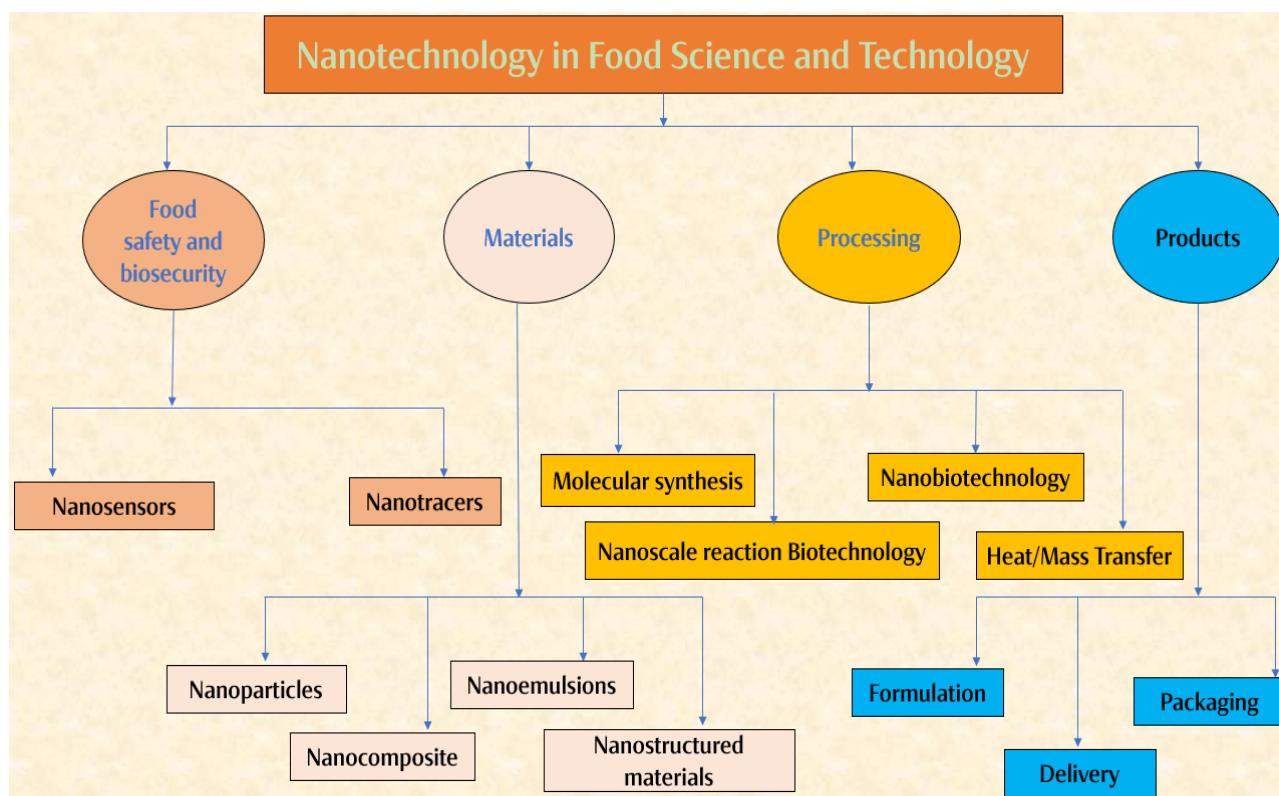 Nanotechnology in Food Science and Technology
Food
safety and
biosecurity
Materials
Processing
Products
Nanosensors
Nanotracers
Molecular synthesis
Nanobiotechnology
Nanoscale reaction Biotechnology
Heat/Mass Transfer
Nanoparticles
Nanoemulsions
Nanocomposite
Nanostructured
materials
Formulation
Packaging
Delivery